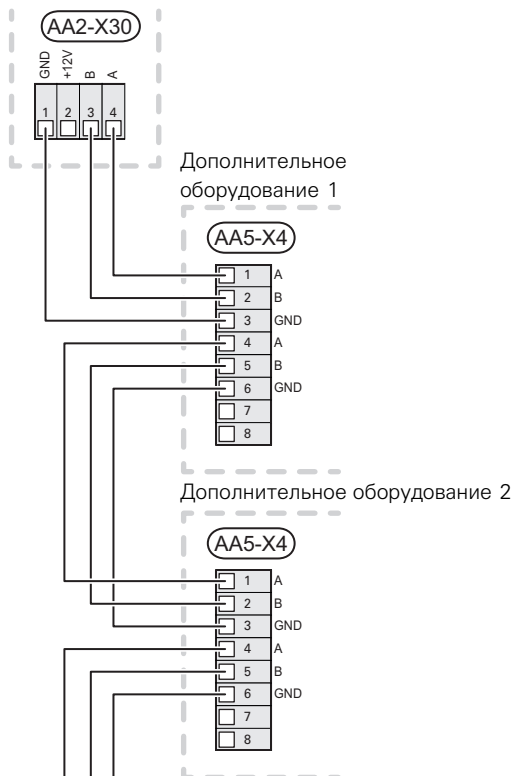 AA2-X30
GND
+12V
B
A
1 2 3 4
Дополнительное
оборудование 1
AA5-X4
1 A
2 B
3 GND
4 A
5 B
6 GND
7
8
Дополнительное оборудование 2
AA5-X4
1 A
2 B
3 GND
4 A
5 B
6 GND
7
8